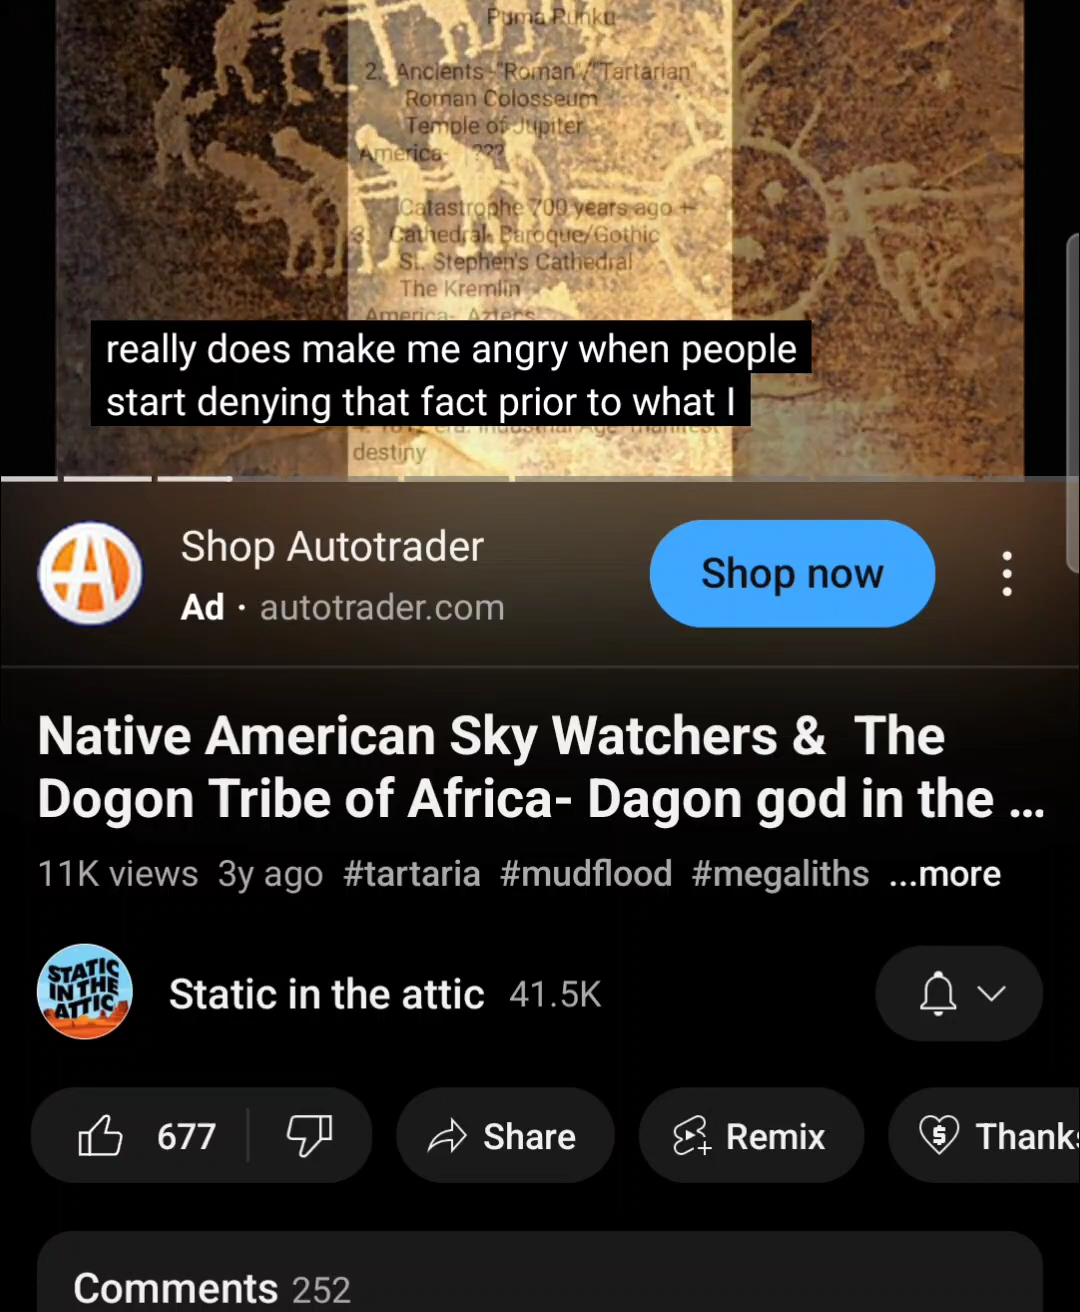 Puma Punku
2. Ancients-"Roman"/"Tartarian"
Roman Colosseum
Temple of Jupiter
America- ???
Catastrophe 700 years ago +-
3. Cathedral- Baroque/Gothic
St. Stephen's Cathedral
The Kremlin
America- Aztecs
really does make me angry when people
start denying that fact prior to what I
destiny
Shop Autotrader
Shop now
Ad · autotrader.com
Native American Sky Watchers & The
Dogon Tribe of Africa- Dagon god in the ...
11K views 3y ago #tartaria #mudflood #megaliths ...more
STATIC
IN THE
ATTIC
Static in the attic 41.5K
677 Share Remix Thanks
Comments 252